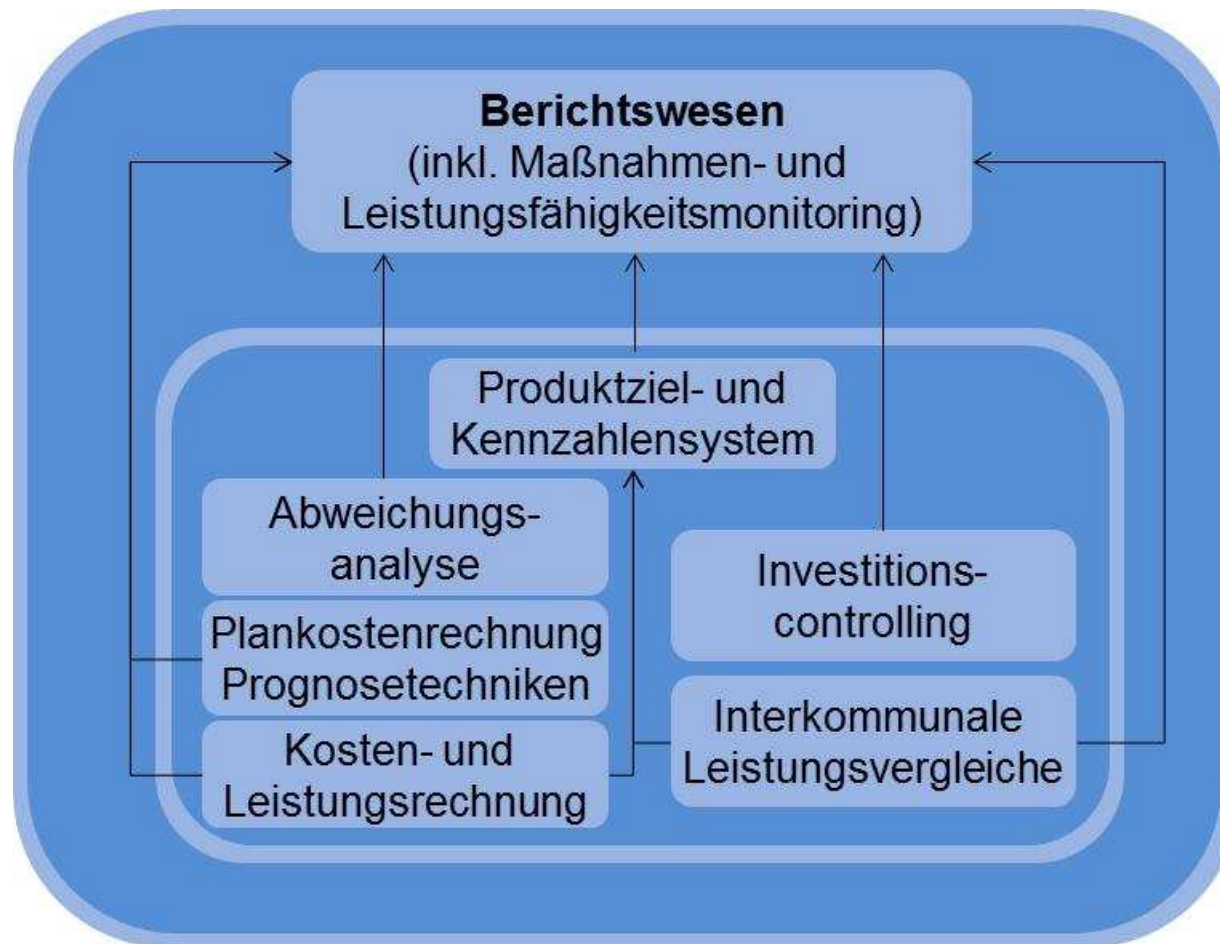 Berichtswesen
(inkl. Maßnahmen- und
Leistungsfähigkeitsmonitoring)
Produktziel- und
Kennzahlensystem
Abweichungs-
analyse
Plankostenrechnung
Prognosetechniken
Kosten- und
Leistungsrechnung
Investitions-
controlling
Interkommunale
Leistungsvergleiche